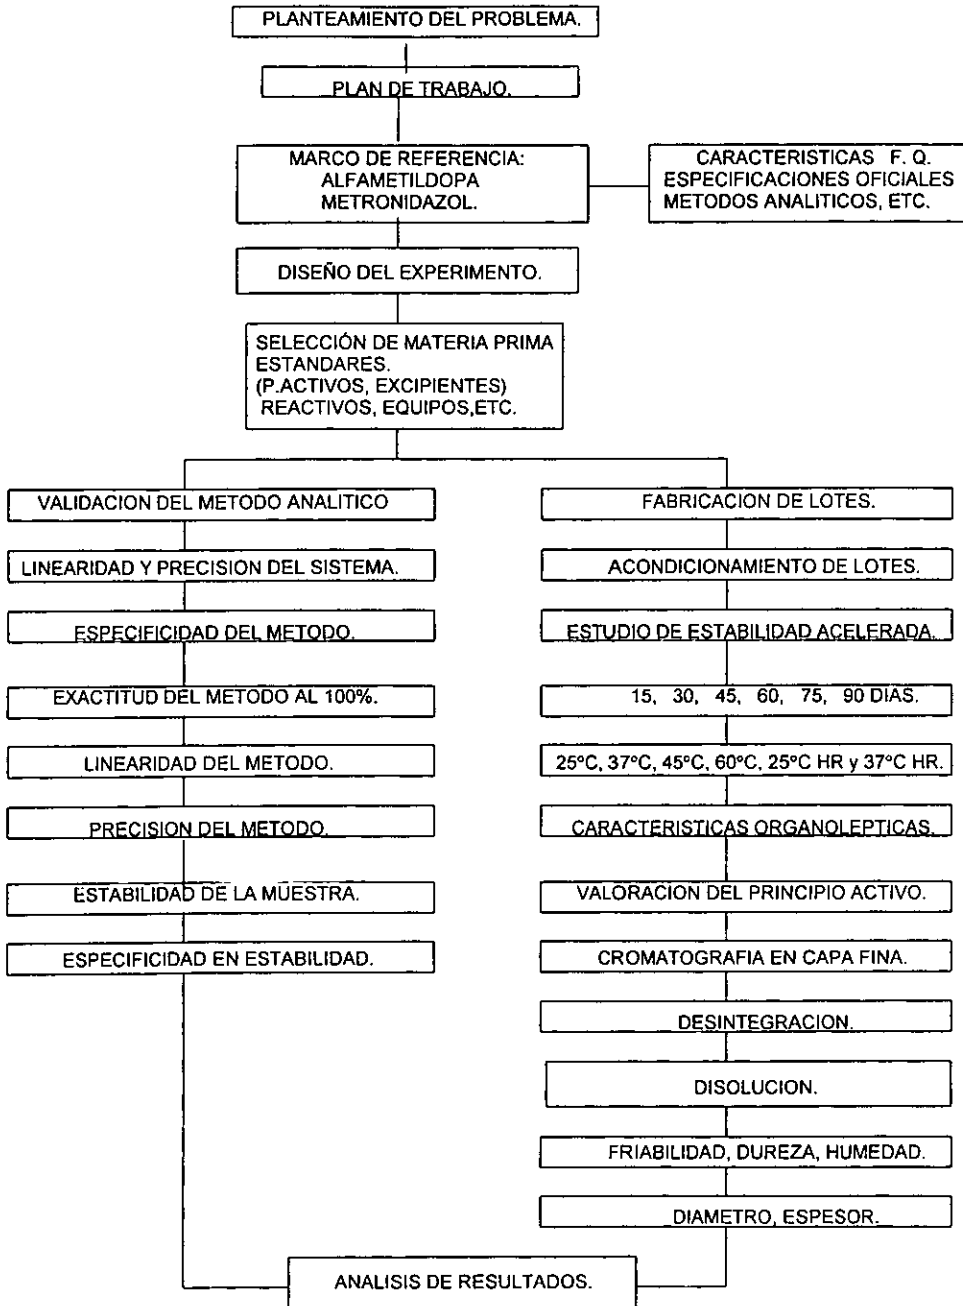 PLANTEAMIENTO DEL PROBLEMA.
PLAN DE TRABAJO.
MARCO DE REFERENCIA:
ALFAMETILDOPA
METRONIDAZOL.
CARACTERISTICAS F. Q.
ESPECIFICACIONES OFICIALES
METODOS ANALITICOS, ETC.
DISEÑO DEL EXPERIMENTO.
SELECCIÓN DE MATERIA PRIMA
ESTANDARES.
(P.ACTIVOS, EXCIPIENTES)
REACTIVOS, EQUIPOS,ETC.
VALIDACION DEL METODO ANALITICO
LINEARIDAD Y PRECISION DEL SISTEMA.
ESPECIFICIDAD DEL METODO.
EXACTITUD DEL METODO AL 100%.
LINEARIDAD DEL METODO.
PRECISION DEL METODO.
ESTABILIDAD DE LA MUESTRA.
ESPECIFICIDAD EN ESTABILIDAD.
FABRICACION DE LOTES.
ACONDICIONAMIENTO DE LOTES.
ESTUDIO DE ESTABILIDAD ACELERADA.
15, 30, 45, 60, 75, 90 DIAS.
25°C, 37°C, 45°C, 60°C, 25°C HR y 37°C HR.
CARACTERISTICAS ORGANOLEPTICAS.
VALORACION DEL PRINCIPIO ACTIVO.
CROMATOGRAFIA EN CAPA FINA.
DESINTEGRACION.
DISOLUCION.
FRIABILIDAD, DUREZA, HUMEDAD.
DIAMETRO, ESPESOR.
ANALISIS DE RESULTADOS.